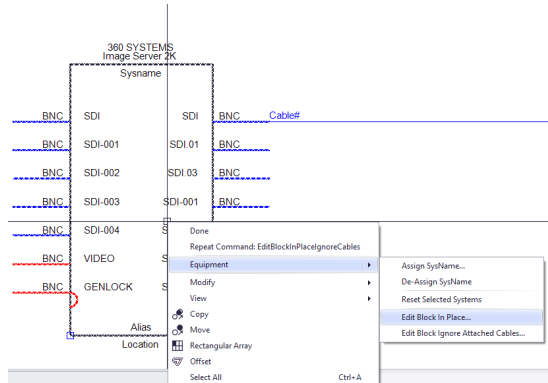 360 SYSTEMS
Image Server 2K
Sysname
BNC SDI SDI BNC Cable#
BNC SDI-001 SDI.01 BNC
BNC SDI-002 SDI.03 BNC
BNC SDI-003 SDI-001 BNC
BNC SDI-004 S
BNC VIDEO S
BNC GENLOCK S
Alias
Location
Done
Repeat Command: EditBlockInPlaceIgnoreCables
Equipment
Modify
View
Copy
Move
Rectangular Array
Offset
Select All Ctrl+A
Assign SysName...
De-Assign SysName
Reset Selected Systems
Edit Block In Place...
Edit Block Ignore Attached Cables...